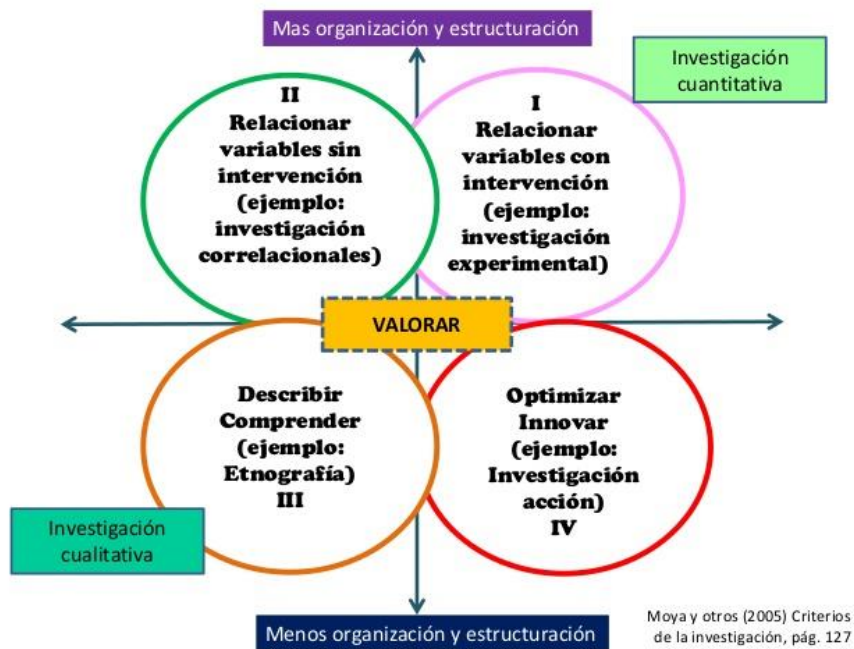 Mas organización y estructuración
Investigación
cuantitativa
II
Relacionar
variables sin
intervención
(ejemplo:
investigación
correlacionales)
I
Relacionar
variables con
intervención
(ejemplo:
investigación
experimental)
VALORAR
Describir
Comprender
(ejemplo:
Etnografía)
III
Optimizar
Innovar
(ejemplo:
Investigación
acción)
IV
Investigación
cualitativa
Menos organización y estructuración
Moya y otros (2005) Criterios
de la investigación, pág. 127